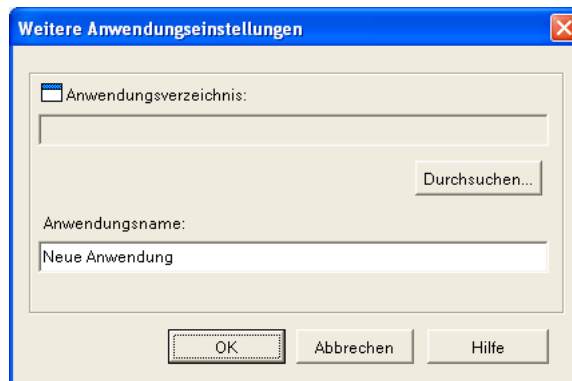 Weitere Anwendungseinstellungen
Anwendungsverzeichnis:
Durchsuchen...
Anwendungsname:
Neue Anwendung
OK
Abbrechen
Hilfe